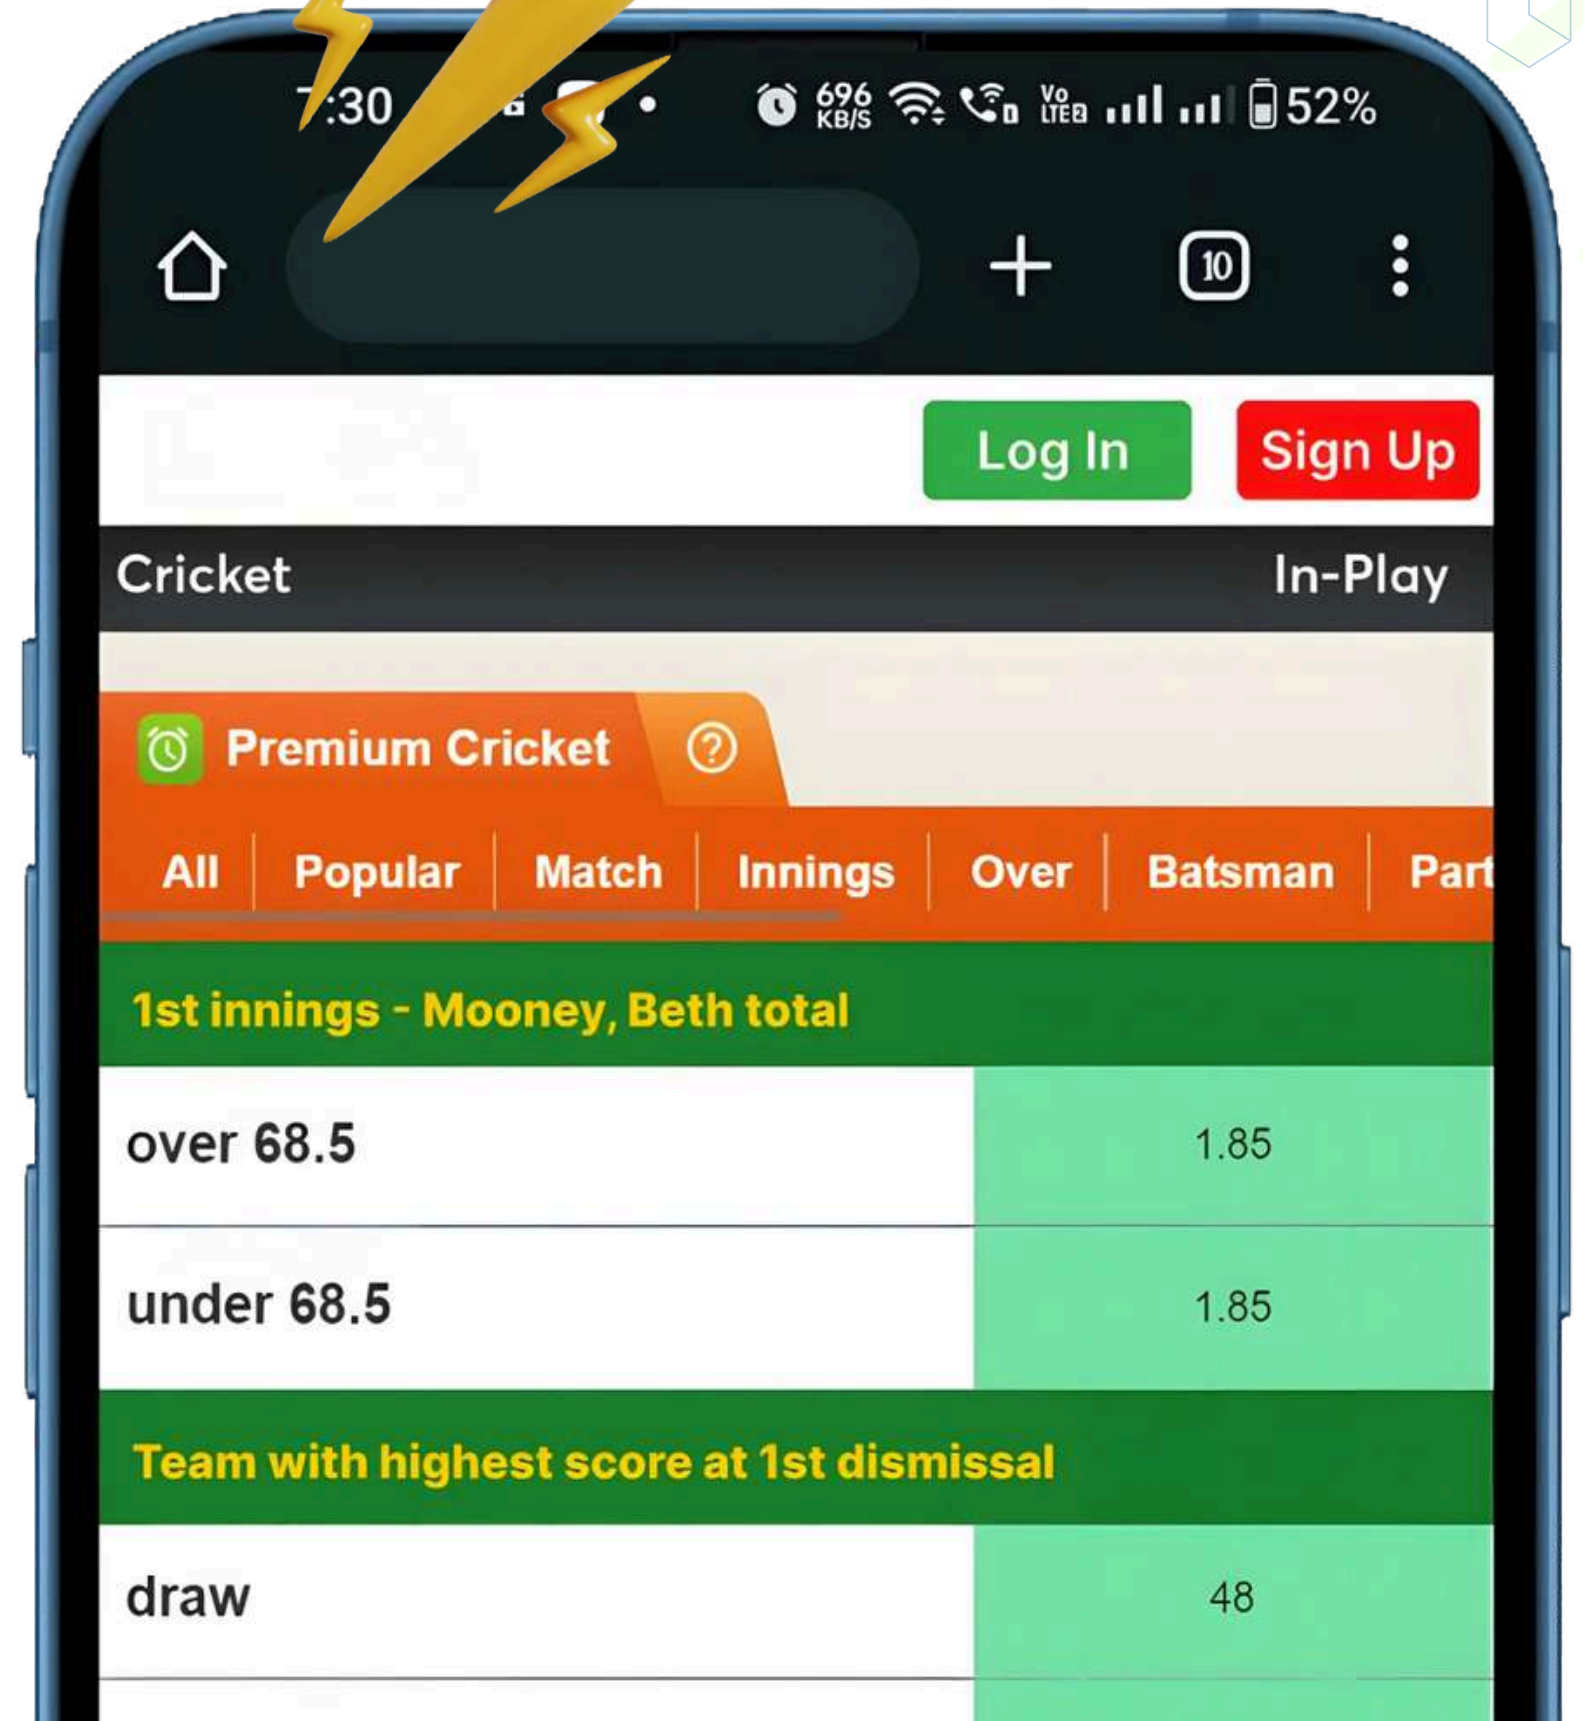 :30
696
KB/S
Vo
LTE2
52%
10
Log In
Sign Up
Cricket
In-Play
Premium Cricket
?
All
Popular
Match
Innings
Over
Batsman
Part
1st innings - Mooney, Beth total
over 68.5
1.85
under 68.5
1.85
Team with highest score at 1st dismissal
draw
48